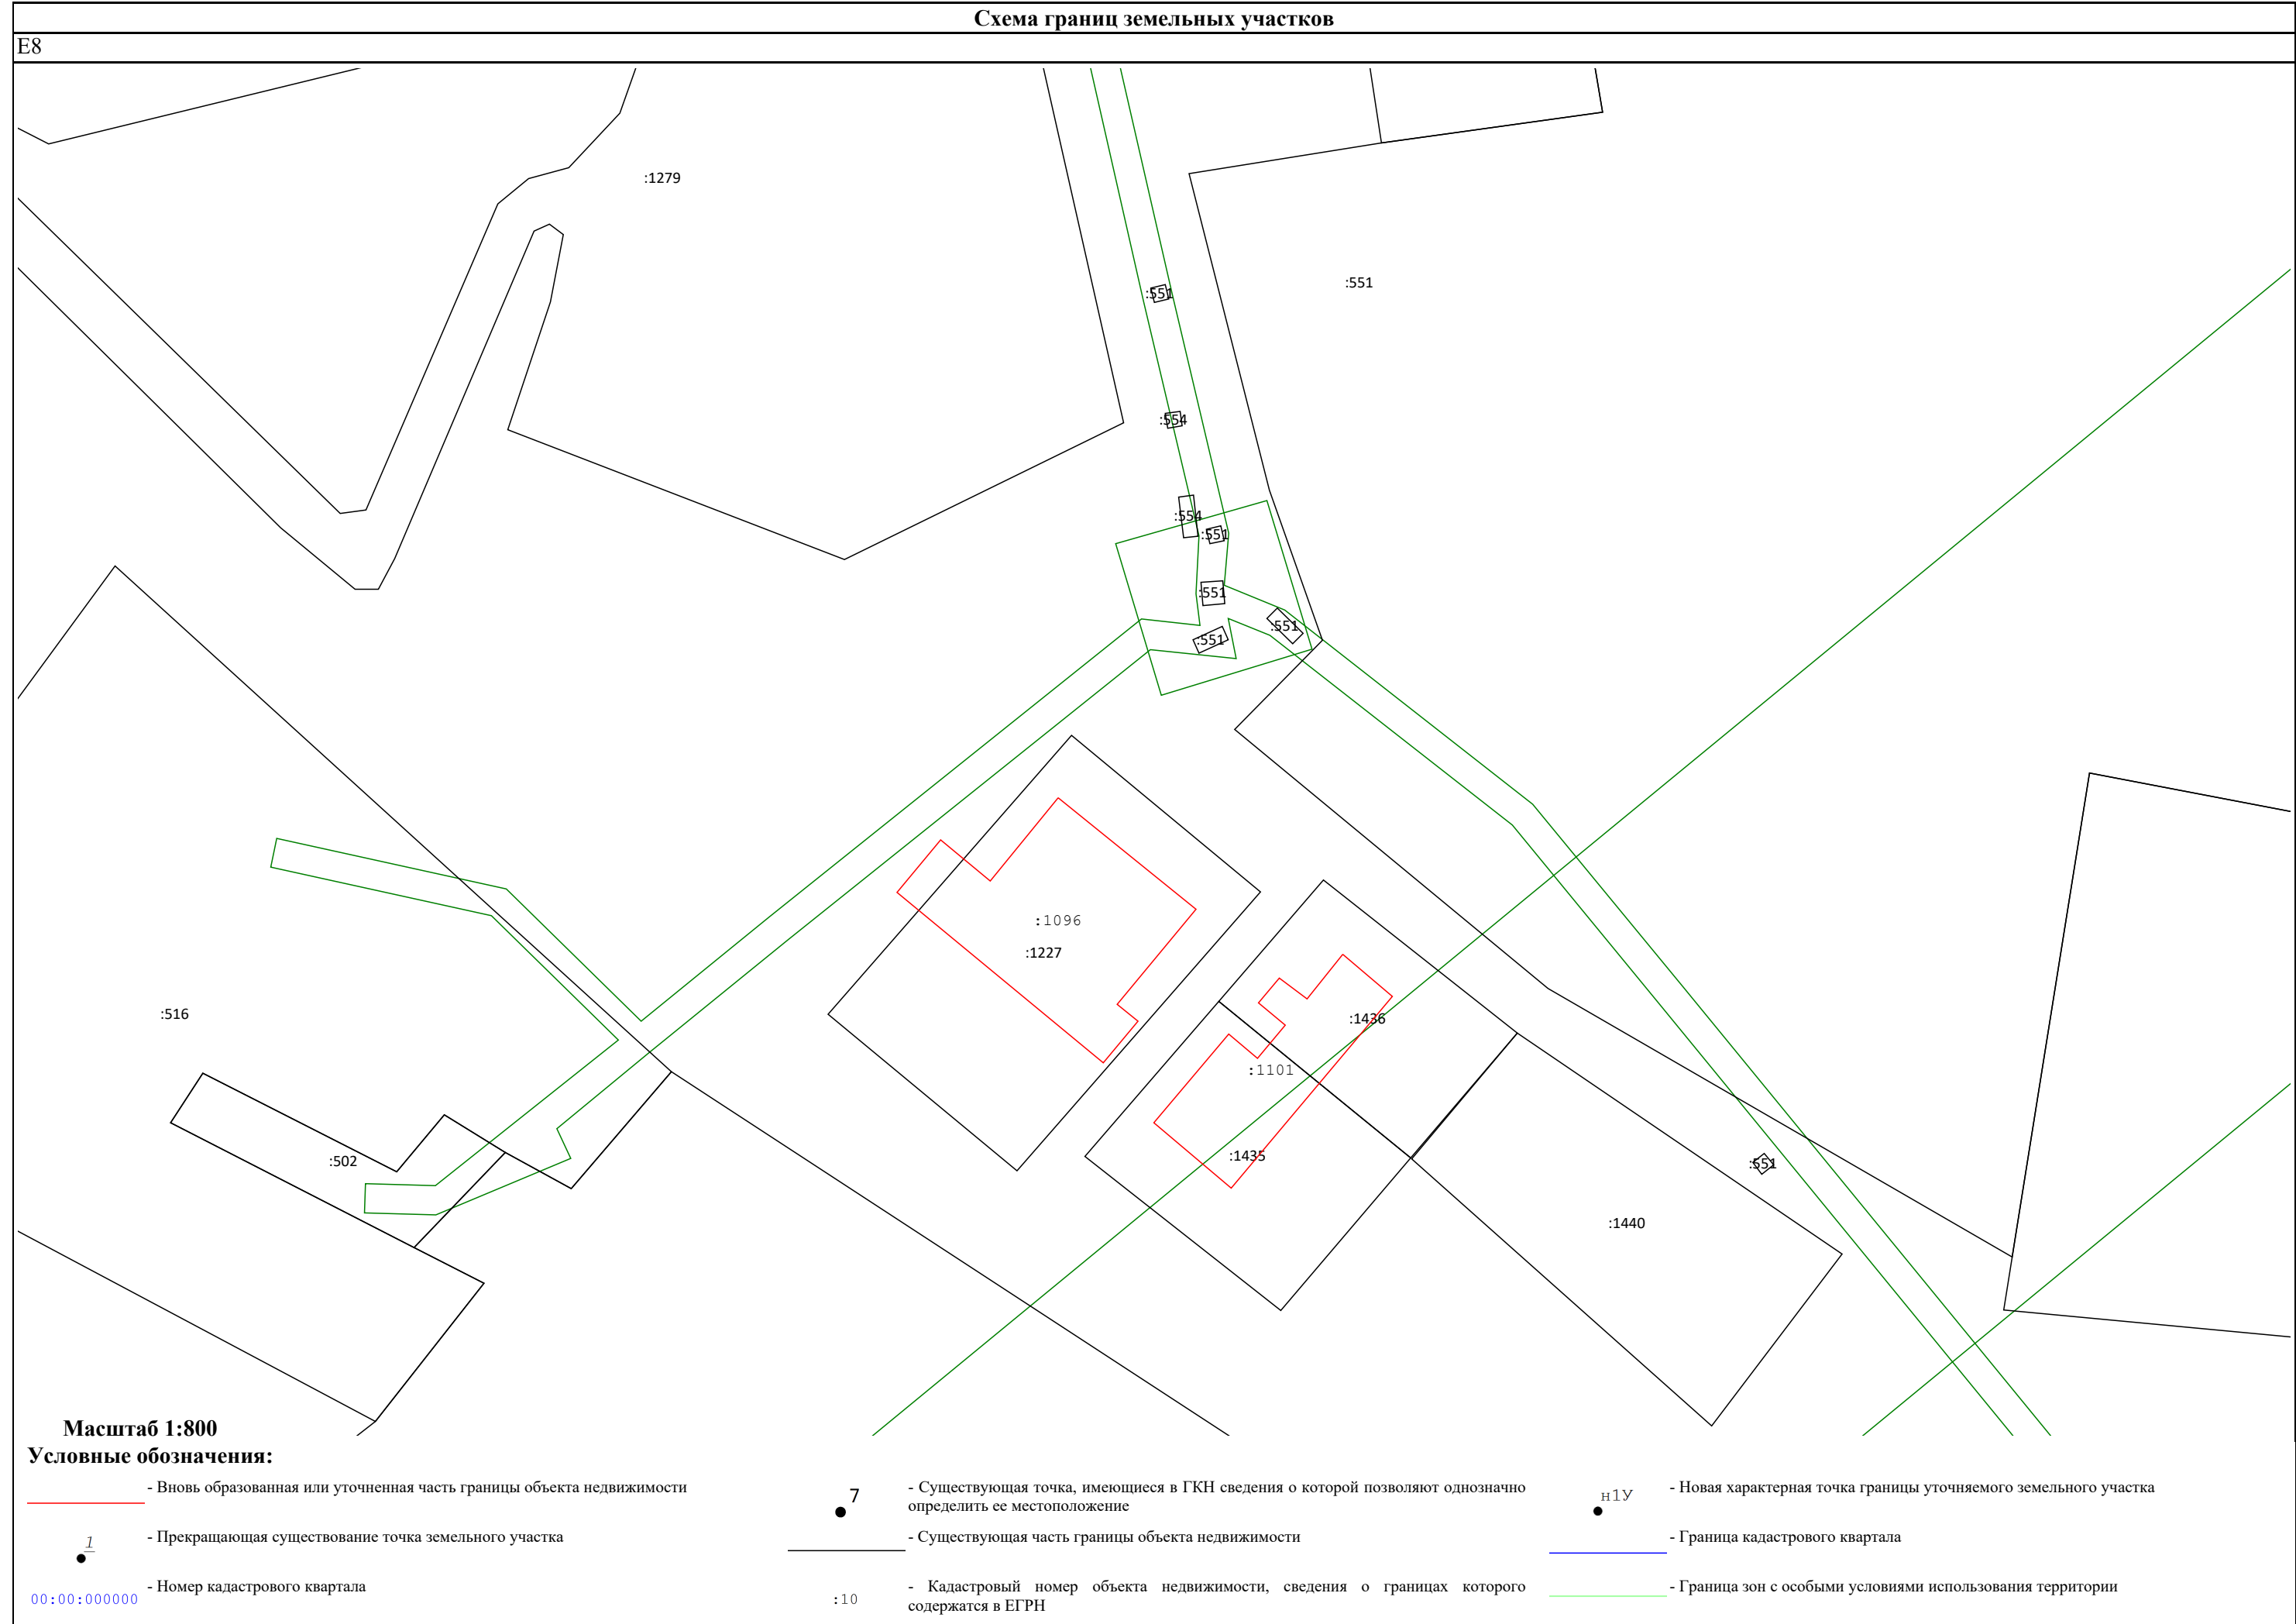 Схема границ земельных участков
E8
:1279
:551
:551
:554
:554
:551
:551
:551
:551
:1096
:1227
:516
:1436
:1101
:1435
:502
:551
:1440
Масштаб 1:800
Условные обозначения:
- Вновь образованная или уточненная часть границы объекта недвижимости
7
- Существующая точка, имеющиеся в ГКН сведения о которой позволяют однозначно
определить ее местоположение
н1У
- Новая характерная точка границы уточняемого земельного участка
1
- Прекращающая существование точка земельного участка
- Существующая часть границы объекта недвижимости
- Граница кадастрового квартала
00:00:000000
- Номер кадастрового квартала
:10
- Кадастровый номер объекта недвижимости, сведения о границах которого
содержатся в ЕГРН
- Граница зон с особыми условиями использования территории